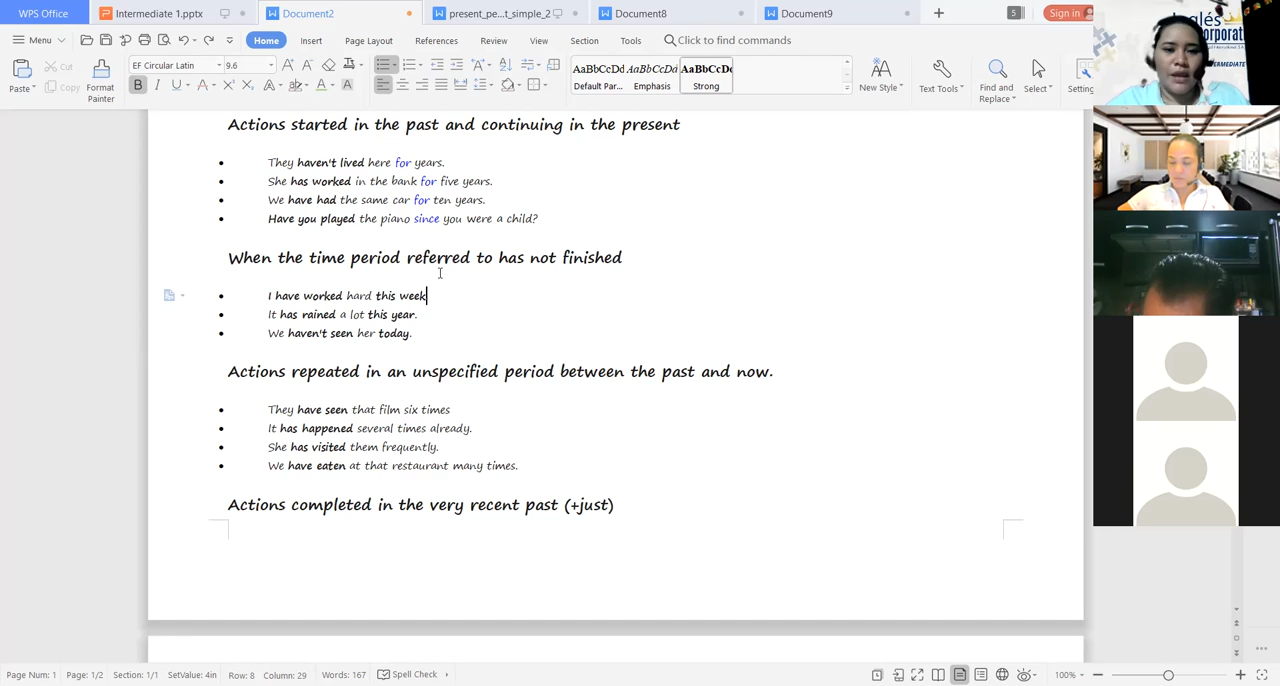 WPS Office Intermediate 1.pptx Document2 present_pe...t_simple_2 Document8 Document9 5 Sign in
Menu Home Insert Page Layout References Review View Section Tools Click to find commands
Paste Cut Copy Format Painter EF Circular Latin 9.6 AaBbCcDd AaBbCcDd AaBbCcDd Default Par... Emphasis Strong New Style Text Tools Find and Replace Select Setting
B I U A X² X₂ A ab A A
Inglés
INTERMEDIATE
Actions started in the past and continuing in the present
• They haven't lived here for years.
• She has worked in the bank for five years.
• We have had the same car for ten years.
• Have you played the piano since you were a child?
When the time period referred to has not finished
• I have worked hard this week
• It has rained a lot this year.
• We haven't seen her today.
Actions repeated in an unspecified period between the past and now.
• They have seen that film six times
• It has happened several times already.
• She has visited them frequently.
• We have eaten at that restaurant many times.
Actions completed in the very recent past (+just)
Page Num: 1 Page: 1/2 Section: 1/1 SetValue: 4in Row: 8 Column: 29 Words: 167 Spell Check 100%